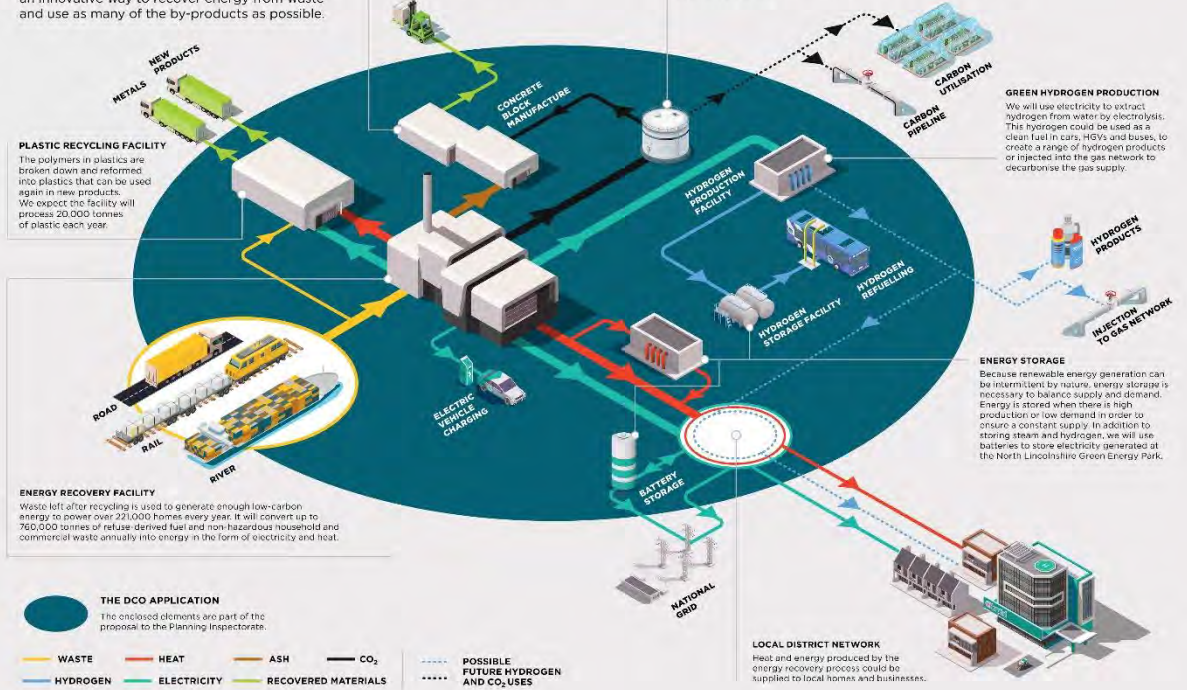 an innovative way to recover energy from waste
and use as many of the by-products as possible.
METALS
NEW
PRODUCTS
PLASTIC RECYCLING FACILITY
The polymers in plastics are
broken down and reformed
into plastics that can be used
again in new products.
We expect the facility will
process 20,000 tonnes
of plastic each year.
CONCRETE
BLOCK
MANUFACTURE
CARBON
UTILISATION
CARBON
PIPELINE
GREEN HYDROGEN PRODUCTION
We will use electricity to extract
hydrogen from water by electrolysis.
This hydrogen could be used as a
clean fuel in cars, HGVs and buses, to
create a range of hydrogen products
or injected into the gas network to
decarbonise the gas supply.
HYDROGEN
PRODUCTION
FACILITY
HYDROGEN
REFUELLING
HYDROGEN
STORAGE FACILITY
HYDROGEN
PRODUCTS
INJECTION
TO GAS NETWORK
ENERGY STORAGE
Because renewable energy generation can
be intermittent by nature, energy storage is
necessary to balance supply and demand.
Energy is stored when there is high
production or low demand in order to
ensure a constant supply. In addition to
storing steam and hydrogen, we will use
batteries to store electricity generated at
the North Lincolnshire Green Energy Park.
ROAD
RAIL
RIVER
ELECTRIC
VEHICLE
CHARGING
BATTERY
STORAGE
NATIONAL
GRID
ENERGY RECOVERY FACILITY
Waste left after recycling is used to generate enough low-carbon
energy to power over 221,000 homes every year. It will convert up to
760,000 tonnes of refuse-derived fuel and non-hazardous household and
commercial waste annually into energy in the form of electricity and heat.
THE DCO APPLICATION
The enclosed elements are part of the
proposal to the Planning Inspectorate.
WASTE
HEAT
ASH
CO₂
HYDROGEN
ELECTRICITY
RECOVERED MATERIALS
POSSIBLE
FUTURE HYDROGEN
AND CO₂ USES
LOCAL DISTRICT NETWORK
Heat and energy produced by the
energy recovery process could be
supplied to local homes and businesses.